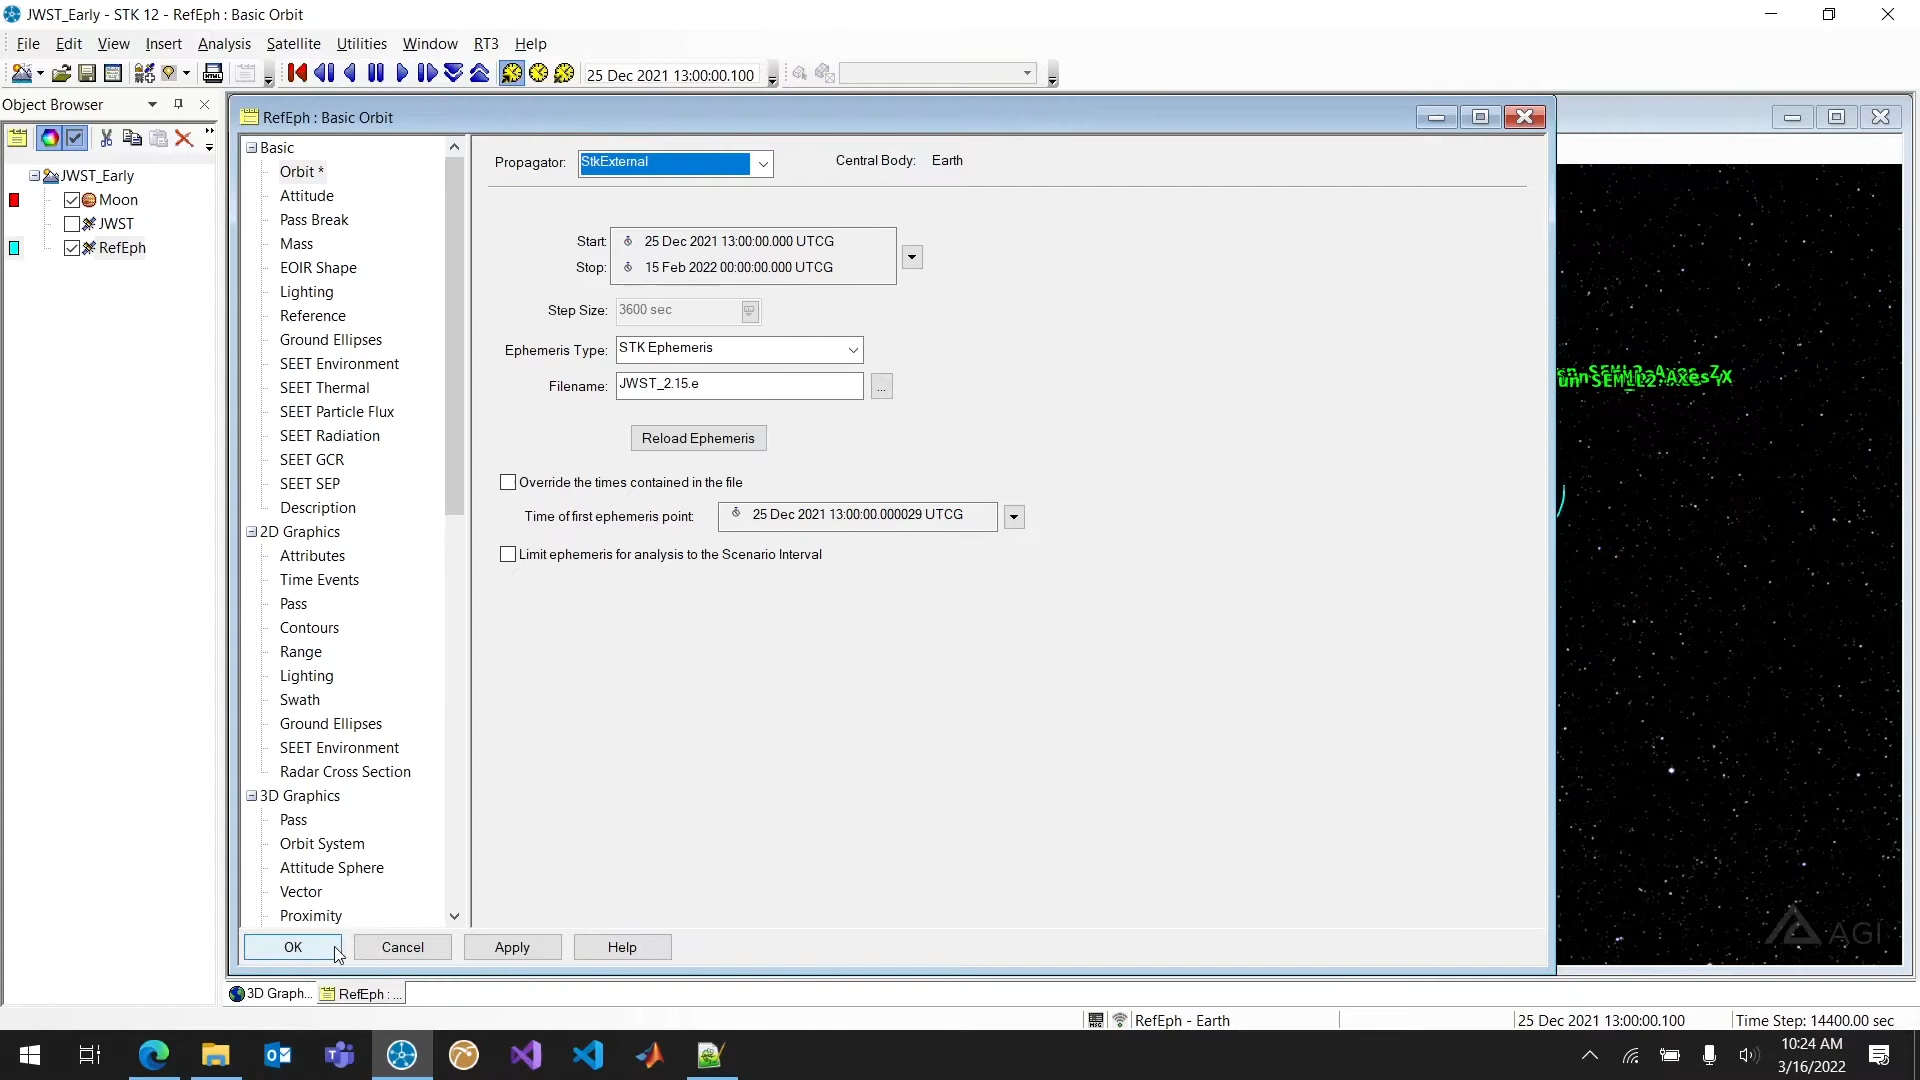 JWST_Early - STK 12 - RefEph : Basic Orbit
File Edit View Insert Analysis Satellite Utilities Window RT3 Help
25 Dec 2021 13:00:00.100
Object Browser
JWST_Early
Moon
JWST
RefEph
RefEph : Basic Orbit
Basic
Orbit *
Attitude
Pass Break
Mass
EOIR Shape
Lighting
Reference
Ground Ellipses
SEET Environment
SEET Thermal
SEET Particle Flux
SEET Radiation
SEET GCR
SEET SEP
Description
2D Graphics
Attributes
Time Events
Pass
Contours
Range
Lighting
Swath
Ground Ellipses
SEET Environment
Radar Cross Section
3D Graphics
Pass
Orbit System
Attitude Sphere
Vector
Proximity
Propagator: StkExternal Central Body: Earth
Start: 25 Dec 2021 13:00:00.000 UTCG
Stop: 15 Feb 2022 00:00:00.000 UTCG
Step Size: 3600 sec
Ephemeris Type: STK Ephemeris
Filename: JWST_2.15.e ...
Reload Ephemeris
Override the times contained in the file
Time of first ephemeris point: 25 Dec 2021 13:00:00.000029 UTCG
Limit ephemeris for analysis to the Scenario Interval
OK Cancel Apply Help
AGI
3D Graph... RefEph : ...
RefEph - Earth 25 Dec 2021 13:00:00.100 Time Step: 14400.00 sec
10:24 AM
3/16/2022